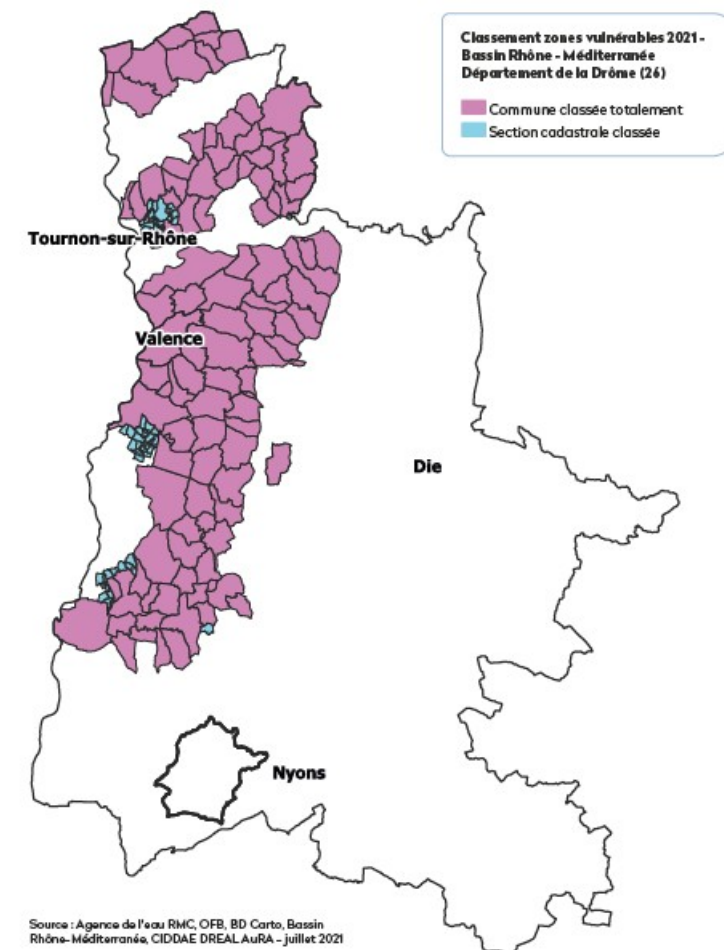 Classement zones vulnérables 2021 -
Bassin Rhône - Méditerranée
Département de la Drôme (26)
Commune classée totalement
Section cadastrale classée
Tournon-sur-Rhône
Valence
Die
Nyons
Source : Agence de l'eau RMC, OFB, BD Carto, Bassin
Rhône-Méditerranée, CIDDAE DREAL AuRA - juillet 2021